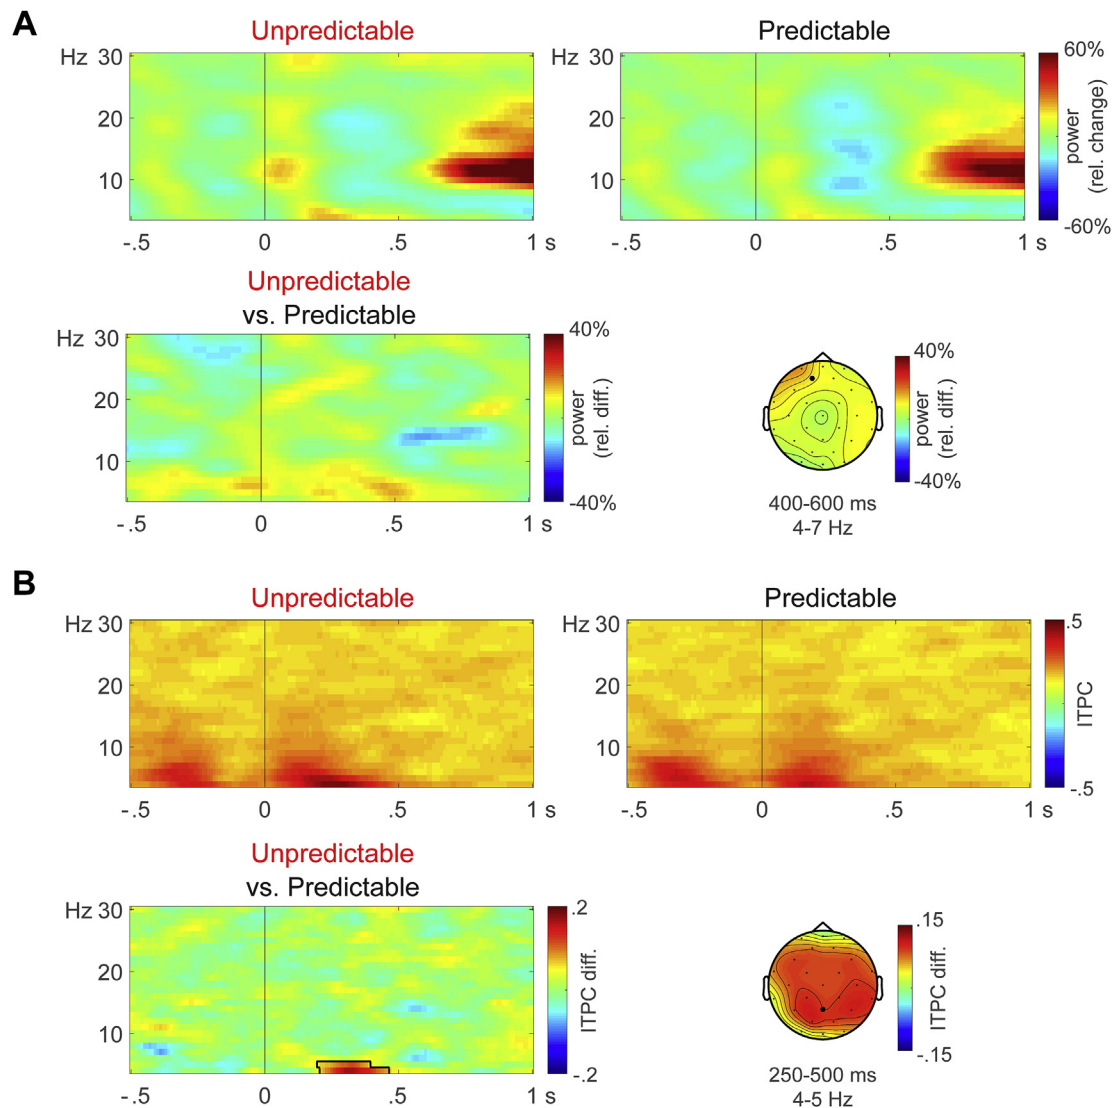 A
Unpredictable
Predictable
Hz 30
20
10
-.5 0 .5 1 s
Hz 30
20
10
-.5 0 .5 1 s
60%
power
(rel. change)
-60%
Unpredictable
vs. Predictable
Hz 30
20
10
-.5 0 .5 1 s
40%
power
(rel. diff.)
-40%
40%
power
(rel. diff.)
-40%
400-600 ms
4-7 Hz
B
Unpredictable
Predictable
Hz 30
20
10
-.5 0 .5 1 s
Hz 30
20
10
-.5 0 .5 1 s
.5
ITPC
-.5
Unpredictable
vs. Predictable
Hz 30
20
10
-.5 0 .5 1 s
.2
ITPC diff.
-.2
.15
ITPC diff.
-.15
250-500 ms
4-5 Hz